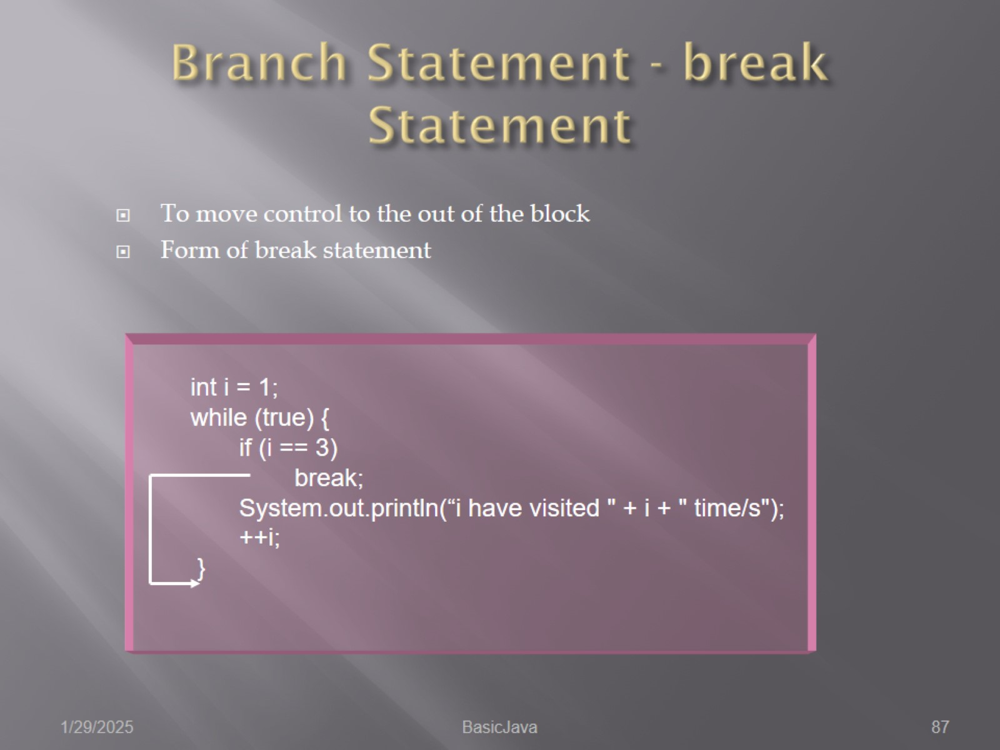 Branch Statement - break
Statement
To move control to the out of the block
Form of break statement
int i = 1;
while (true) {
if (i == 3)
break;
System.out.println(“i have visited " + i + " time/s");
++i;
}
1/29/2025
BasicJava
87